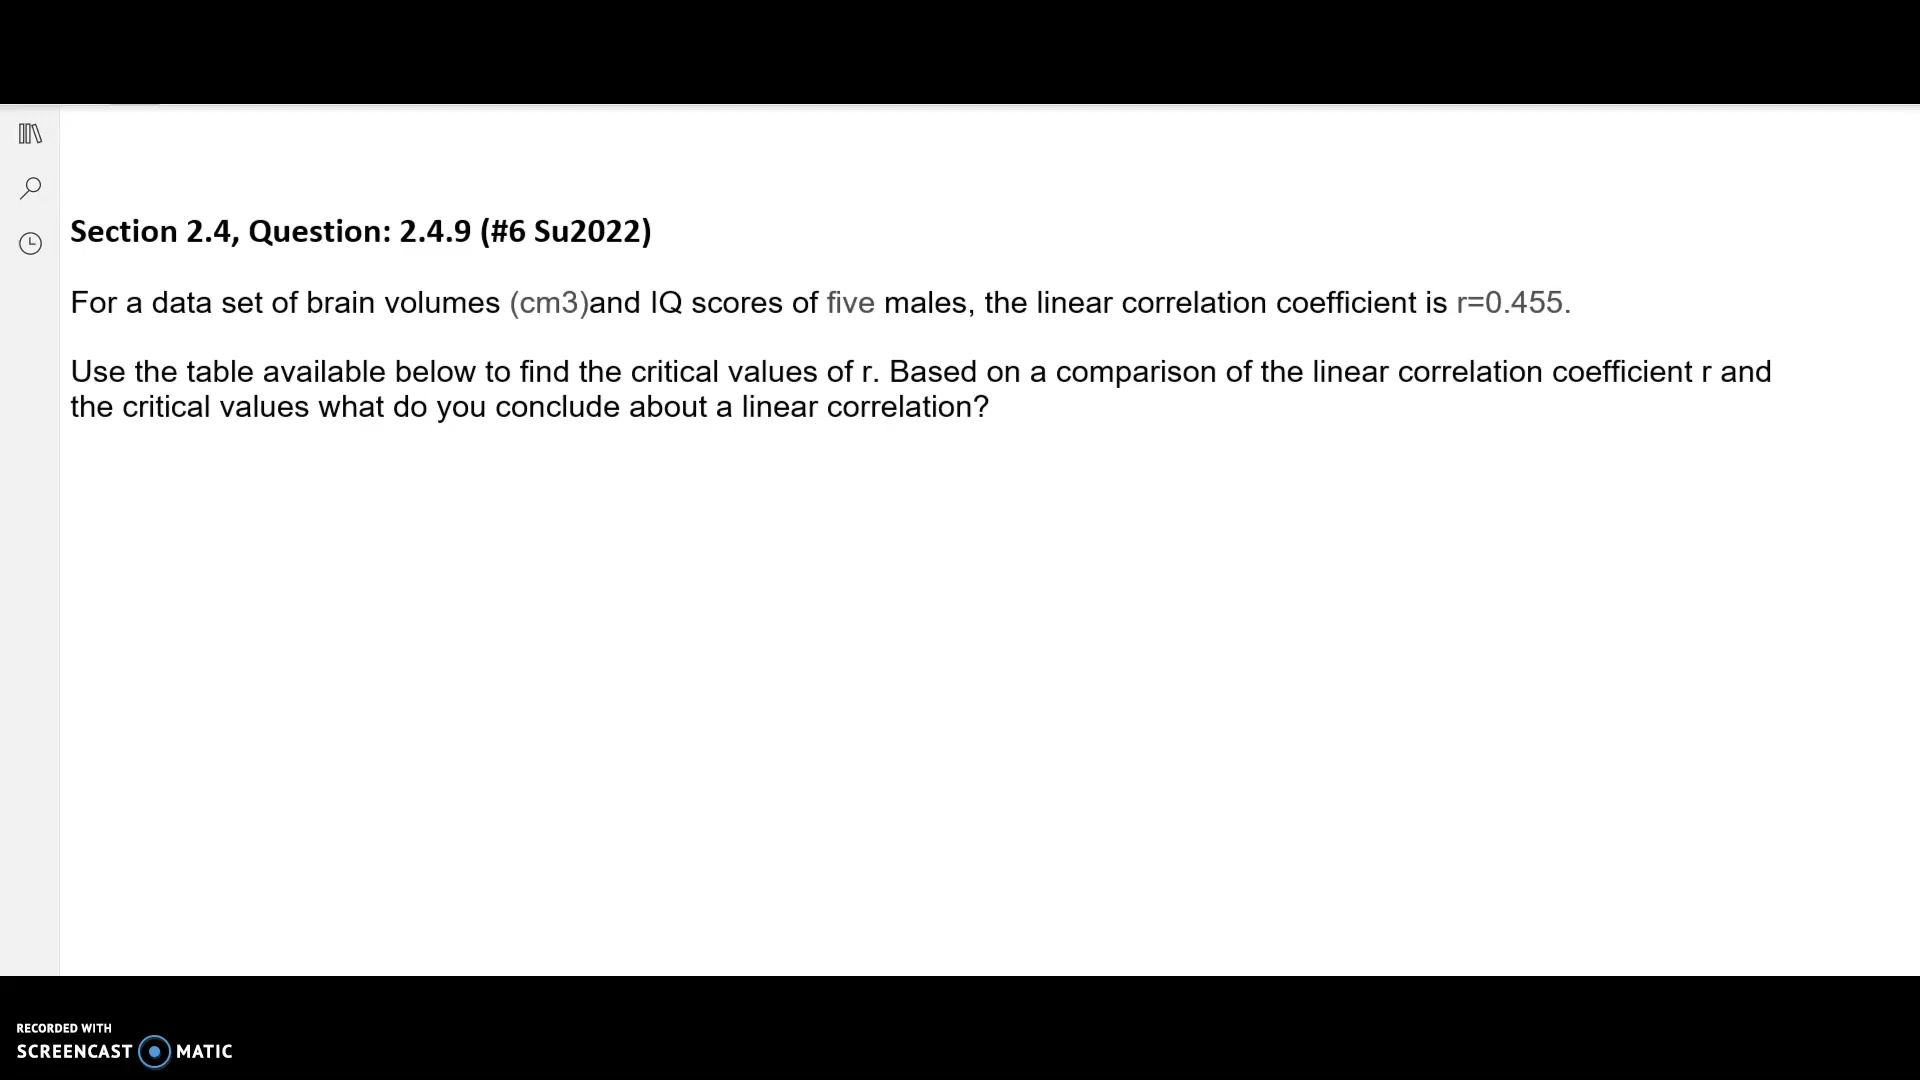 Section 2.4, Question: 2.4.9 (#6 Su2022)
For a data set of brain volumes (cm3)and IQ scores of five males, the linear correlation coefficient is r=0.455.
Use the table available below to find the critical values of r. Based on a comparison of the linear correlation coefficient r and
the critical values what do you conclude about a linear correlation?
RECORDED WITH
SCREENCAST MATIC